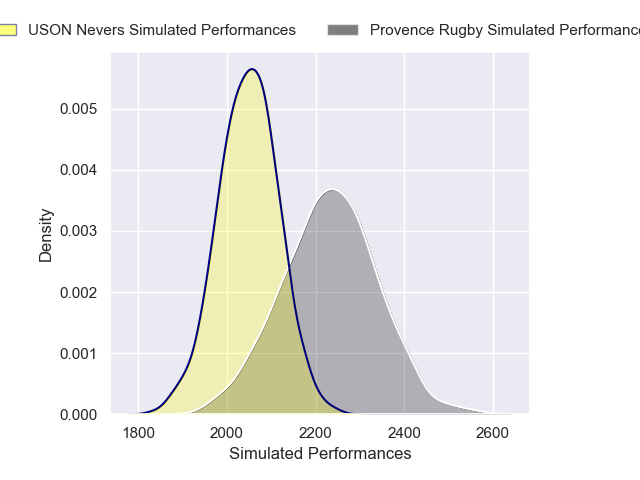 USON Nevers Simulated Performances
Provence Rugby Simulated Performance
0.005
0.004
0.003
0.002
0.001
0.000
Density
1800 2000 2200 2400 2600
Simulated Performances